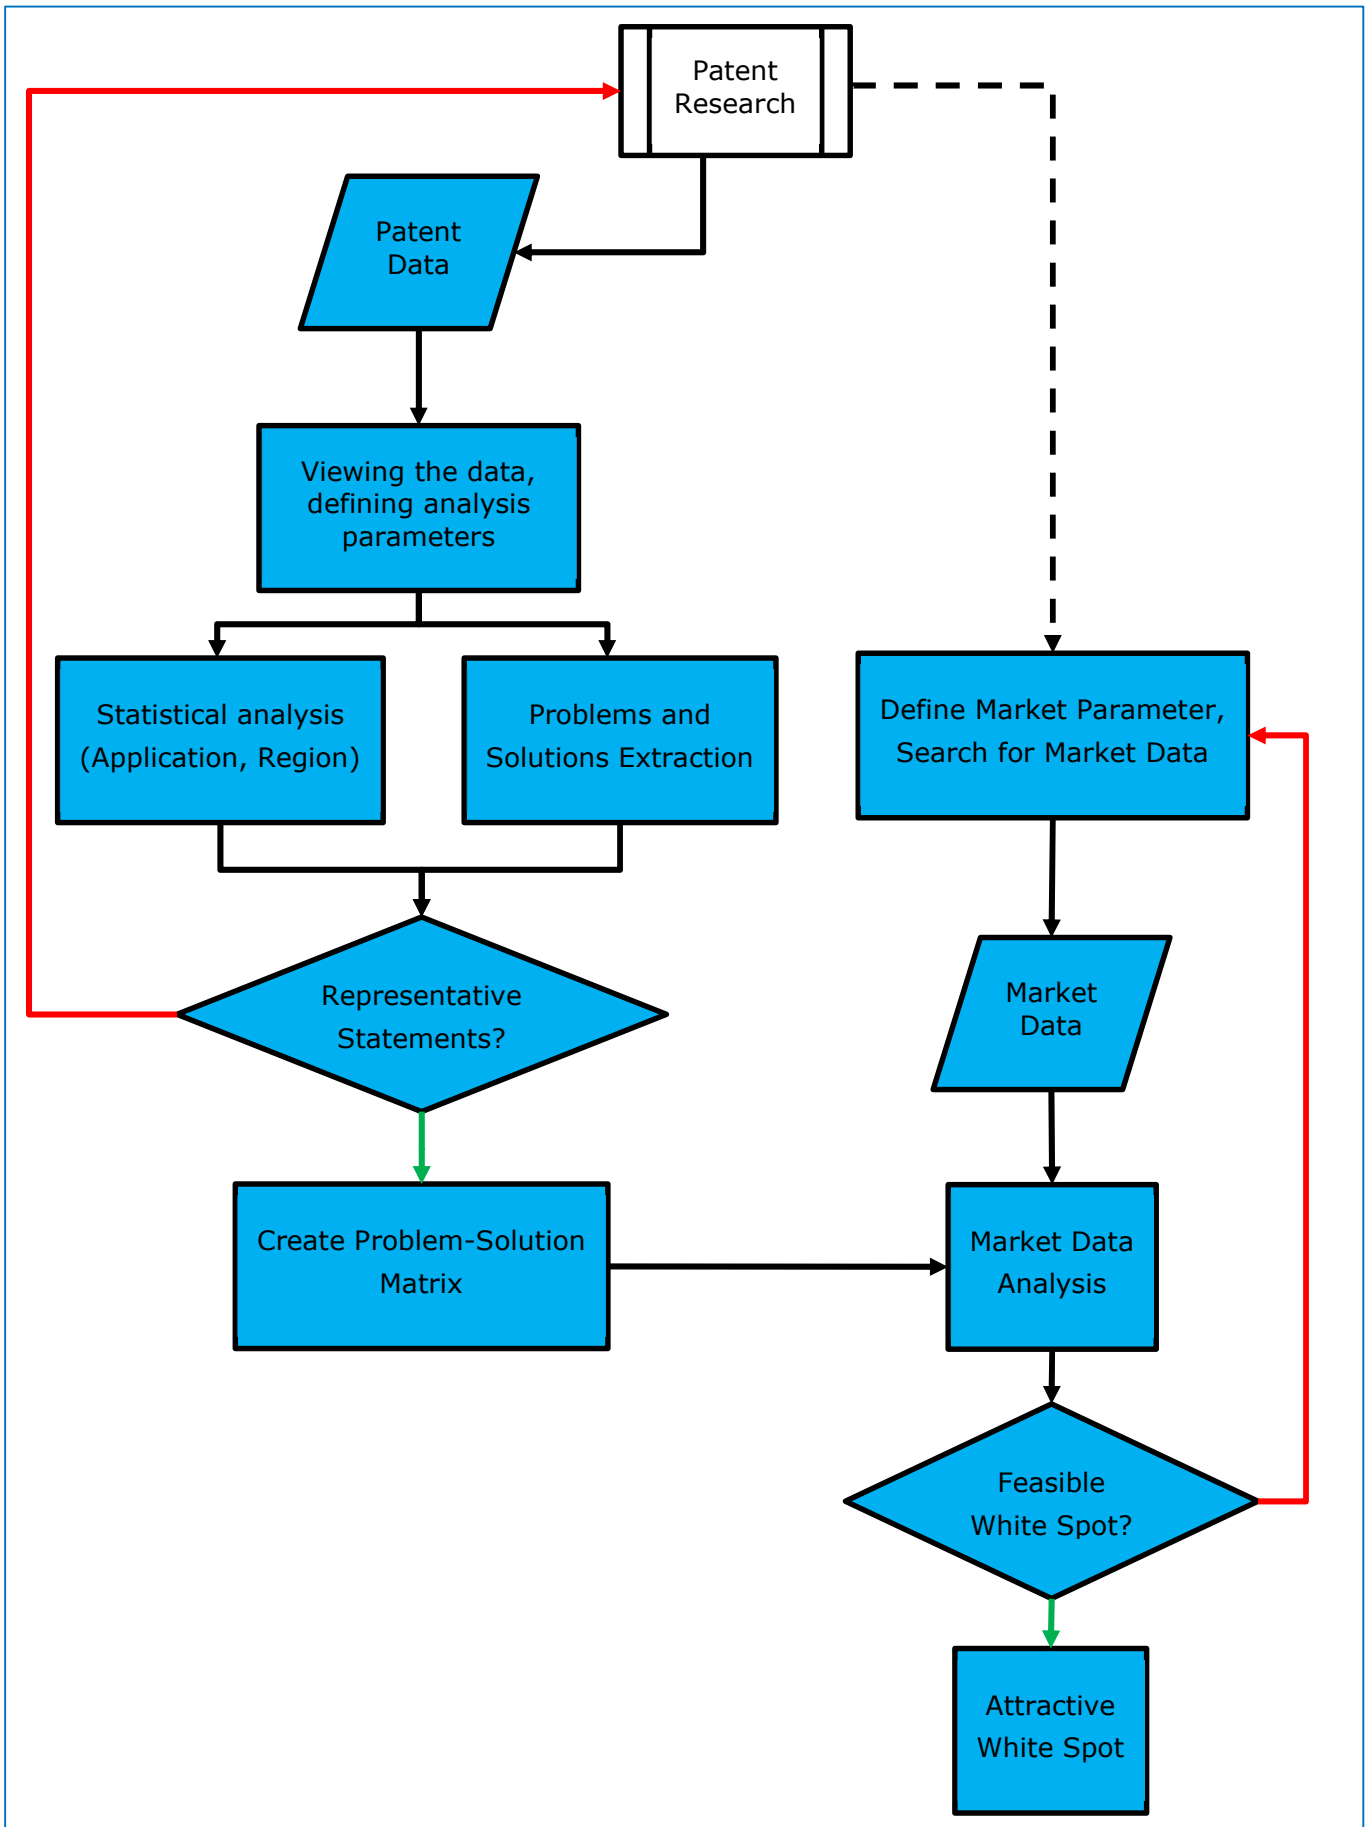 Patent
Research
Patent
Data
Viewing the data,
defining analysis
parameters
Statistical analysis
(Application, Region)
Problems and
Solutions Extraction
Define Market Parameter,
Search for Market Data
Representative
Statements?
Market
Data
Create Problem-Solution
Matrix
Market Data
Analysis
Feasible
White Spot?
Attractive
White Spot